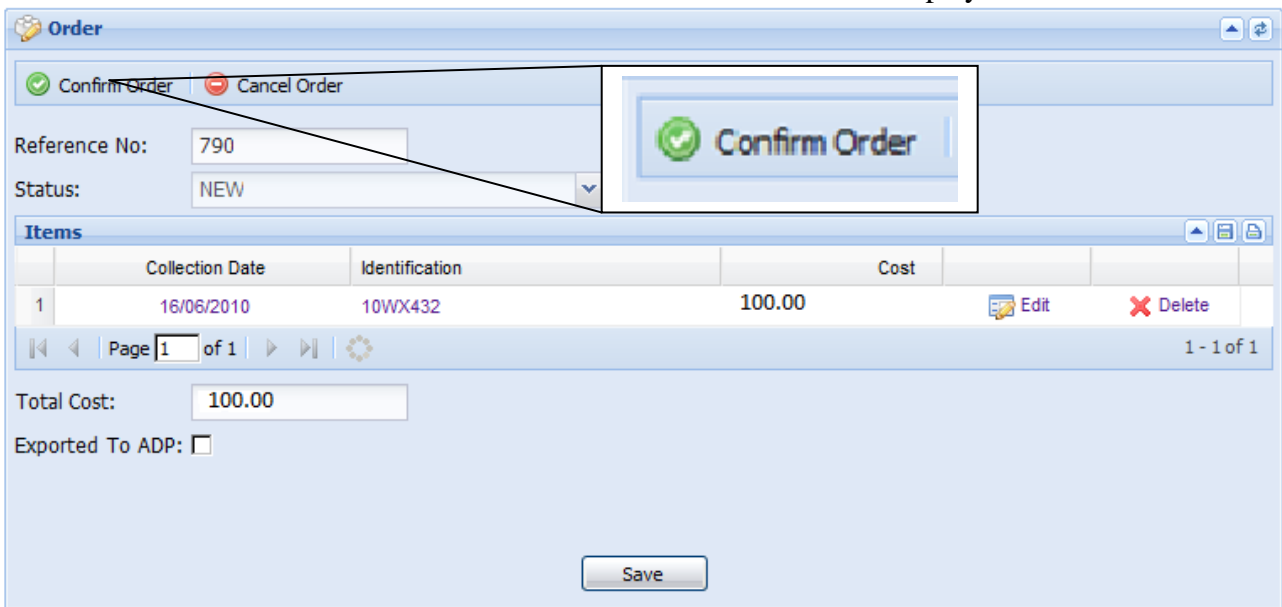 Order
Confirm Order Cancel Order
Confirm Order
Reference No: 790
Status: NEW
Items
Collection Date Identification Cost
1 16/06/2010 10WX432 100.00 Edit Delete
Page 1 of 1 1 - 1 of 1
Total Cost: 100.00
Exported To ADP:
Save